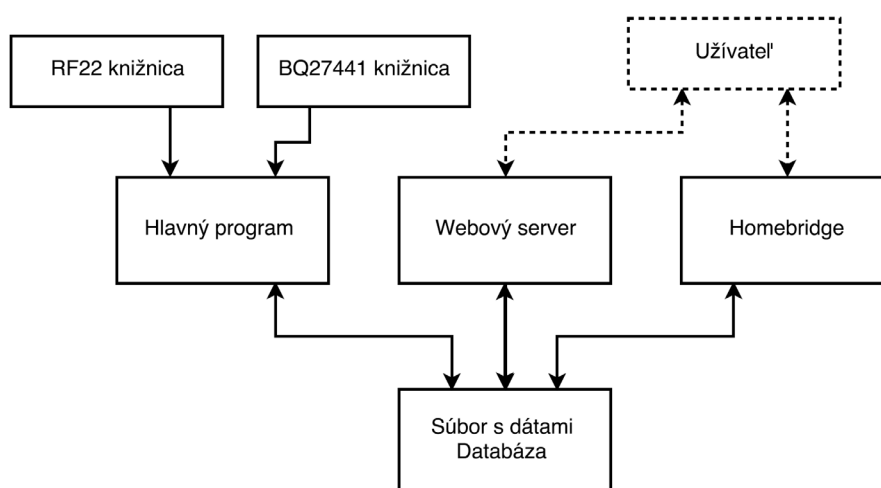 RF22 knižnica
BQ27441 knižnica
Užívateľ
Hlavný program
Webový server
Homebridge
Súbor s dátami
Databáza